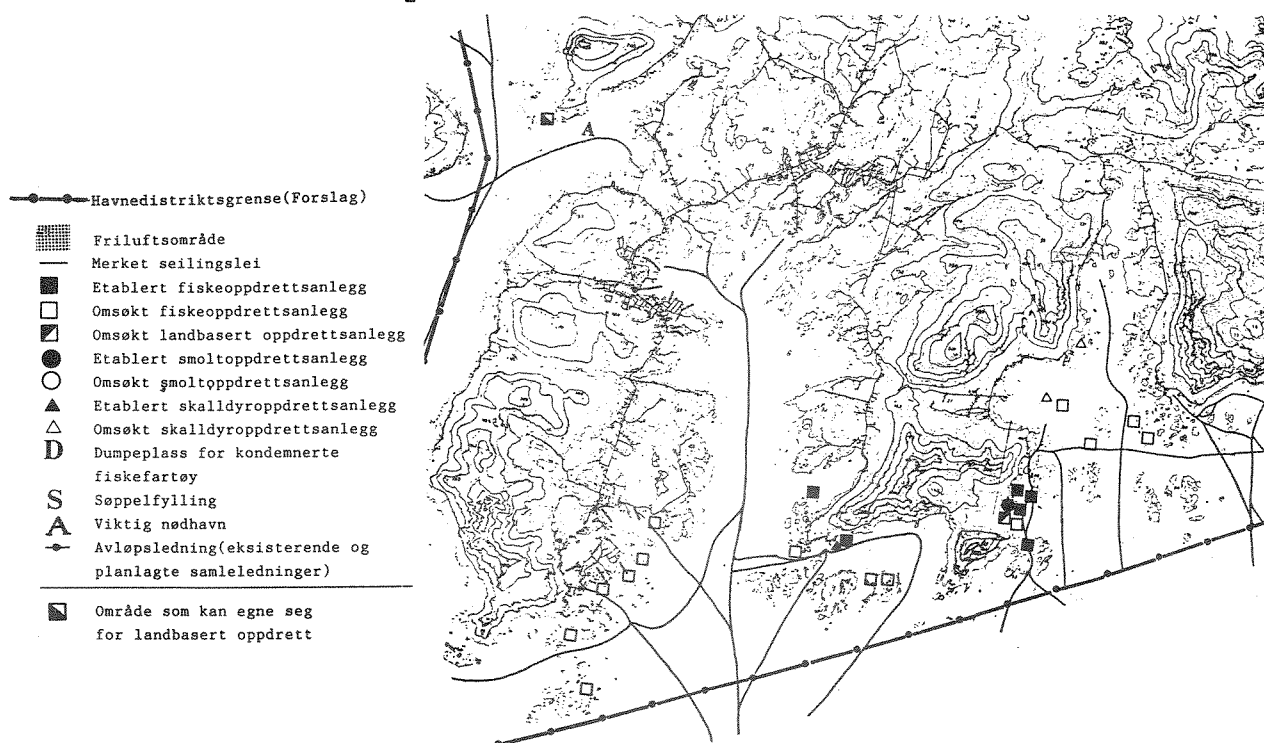 Havnedistriktsgrense(Forslag)
Friluftsområde
Merket seilingslei
Etablert fiskeoppdrettsanlegg
Omsøkt fiskeoppdrettsanlegg
Omsøkt landbasert oppdrettsanlegg
Etablert smoltoppdrettsanlegg
Omsøkt smoltoppdrettsanlegg
Etablert skalldyroppdrettsanlegg
Omsøkt skalldyroppdrettsanlegg
D Dumpeplass for kondemnerte
fiskefartøy
S Søppelfylling
A Viktig nødhavn
Avløpsledning(eksisterende og
planlagte samleledninger)
Område som kan egne seg
for landbasert oppdrett
A